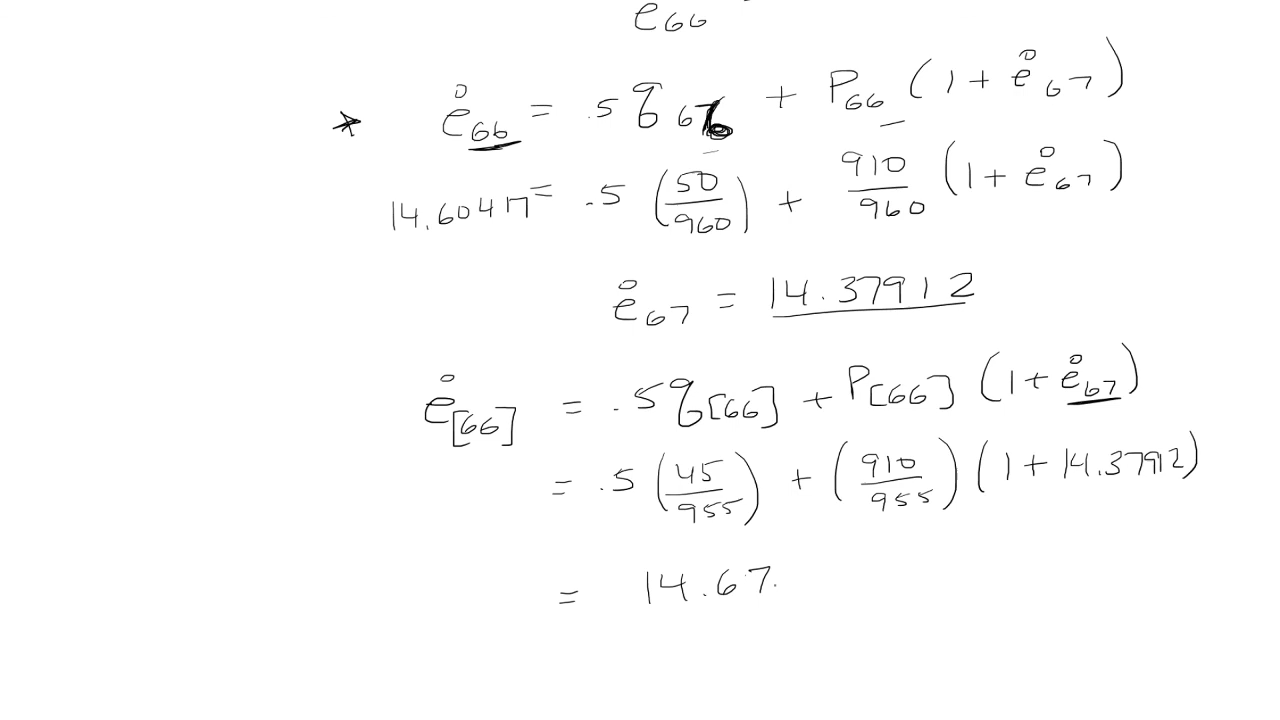 e₆₆
* e̊₆₆ = .5 q₆₆ + P₆₆ (1 + e̊₆₇)
14.60417 = .5 (50/960) + 910/960 (1 + e̊₆₇)
e̊₆₇ = 14.37912
e̊[66] = .5 q[66] + P[66] (1 + e̊₆₇)
= .5 (45/955) + (910/955) (1 + 14.37912)
= 14.67.